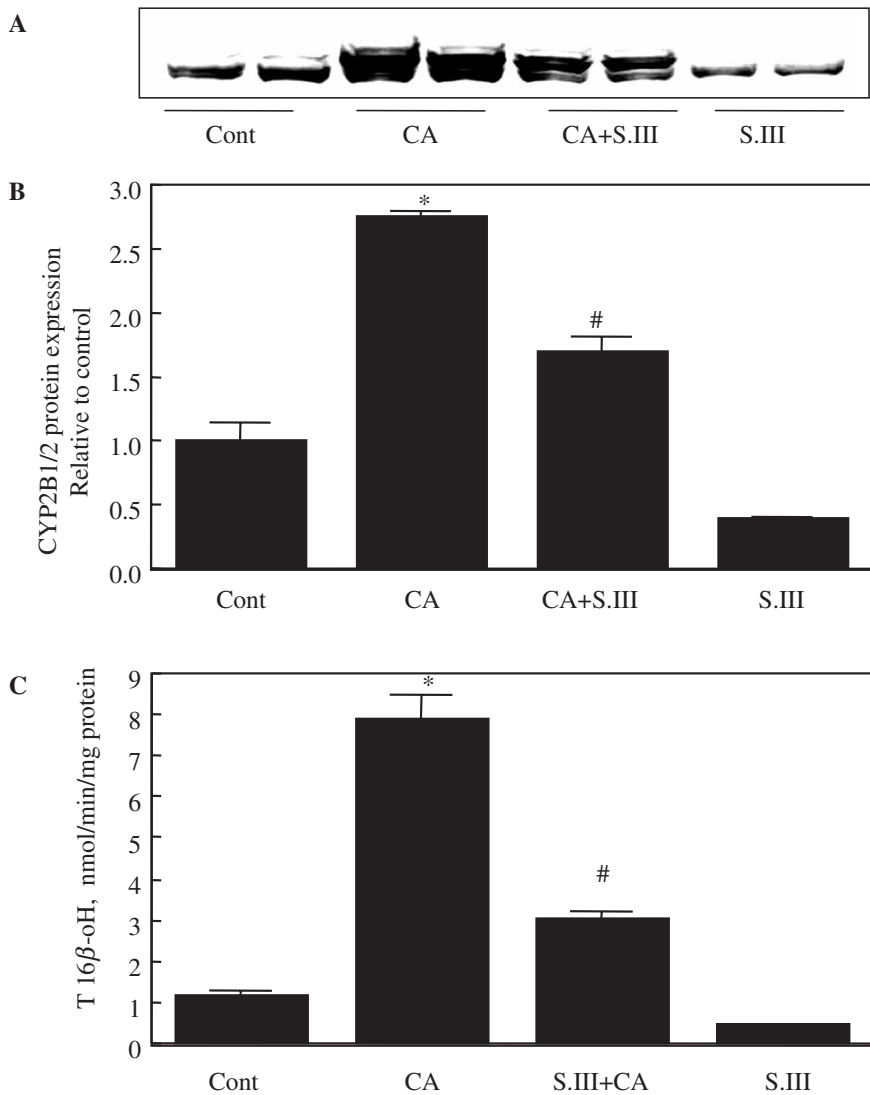 A
Cont CA CA+S.III S.III
B
CYP2B1/2 protein expression
Relative to control
3.0
2.5
2.0
1.5
1.0
0.5
0.0
*
#
Cont CA CA+S.III S.III
C
T 16β-oH, nmol/min/mg protein
9
8
7
6
5
4
3
2
1
0
*
#
Cont CA S.III+CA S.III